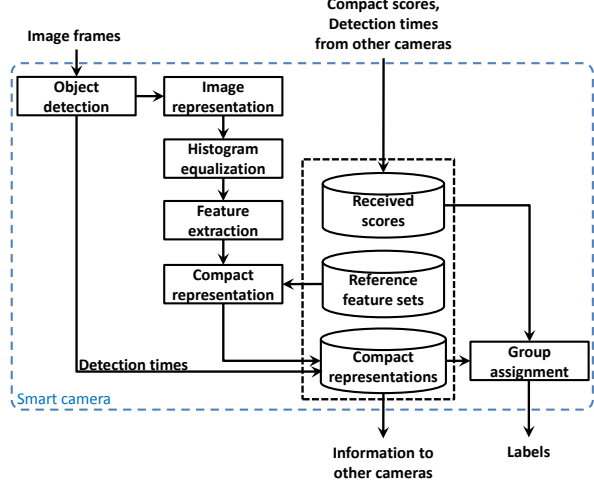 Compact scores,
Detection times
from other cameras
Image frames
Object
detection
Image
representation
Histogram
equalization
Feature
extraction
Compact
representation
Received
scores
Reference
feature sets
Compact
representations
Group
assignment
Detection times
Smart camera
Information to
other cameras
Labels